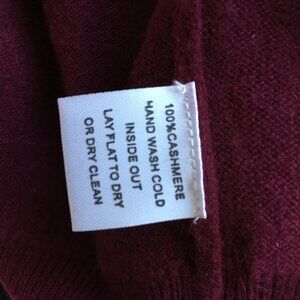 100%CASHMERE
HAND WASH COLD
INSIDE OUT
LAY FLAT TO DRY
OR DRY CLEAN